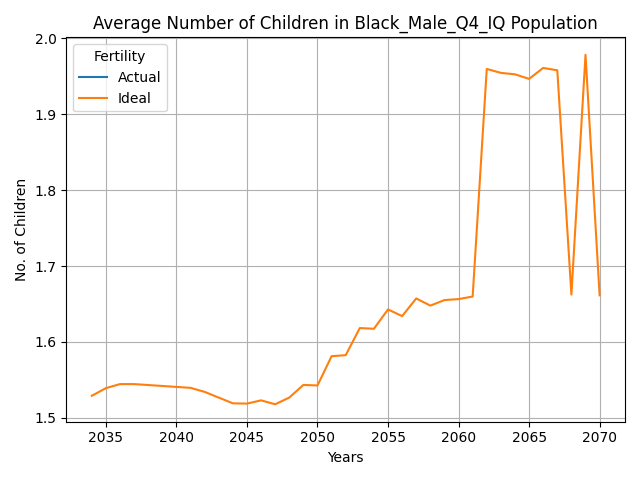 Average Number of Children in Black_Male_Q4_IQ Population
Fertility
Actual
Ideal
No. of Children
2.0
1.9
1.8
1.7
1.6
1.5
2035 2040 2045 2050 2055 2060 2065 2070
Years